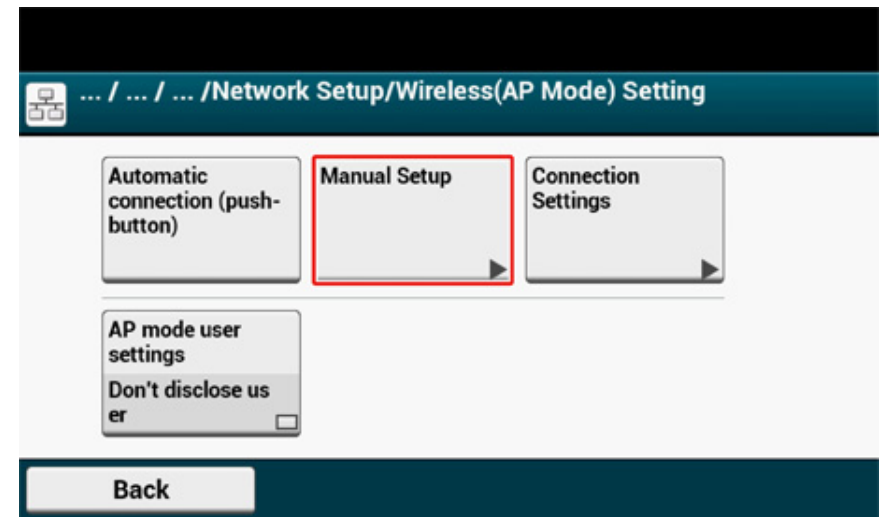 ... / ... / ... /Network Setup/Wireless(AP Mode) Setting
Automatic
connection (push-
button)
Manual Setup
Connection
Settings
AP mode user
settings
Don't disclose us
er
Back